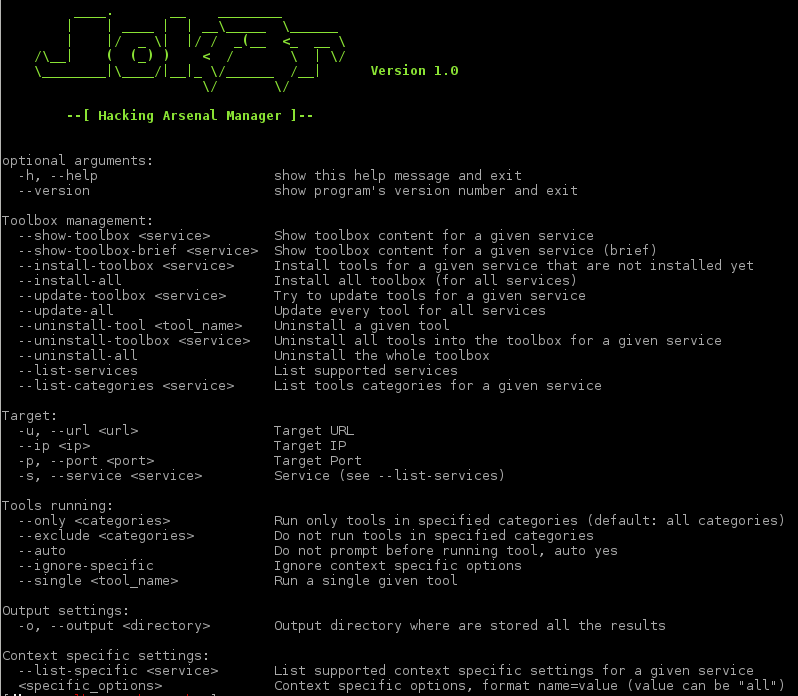 Jok3r
Version 1.0
--[ Hacking Arsenal Manager ]--
optional arguments:
-h, --help show this help message and exit
--version show program's version number and exit
Toolbox management:
--show-toolbox <service> Show toolbox content for a given service
--show-toolbox-brief <service> Show toolbox content for a given service (brief)
--install-toolbox <service> Install tools for a given service that are not installed yet
--install-all Install all toolbox (for all services)
--update-toolbox <service> Try to update tools for a given service
--update-all Update every tool for all services
--uninstall-tool <tool_name> Uninstall a given tool
--uninstall-toolbox <service> Uninstall all tools into the toolbox for a given service
--uninstall-all Uninstall the whole toolbox
--list-services List supported services
--list-categories <service> List tools categories for a given service
Target:
-u, --url <url> Target URL
--ip <ip> Target IP
-p, --port <port> Target Port
-s, --service <service> Service (see --list-services)
Tools running:
--only <categories> Run only tools in specified categories (default: all categories)
--exclude <categories> Do not run tools in specified categories
--auto Do not prompt before running tool, auto yes
--ignore-specific Ignore context specific options
--single <tool_name> Run a single given tool
Output settings:
-o, --output <directory> Output directory where are stored all the results
Context specific settings:
--list-specific <service> List supported context specific settings for a given service
<specific_options> Context specific options, format name=value (value can be "all")